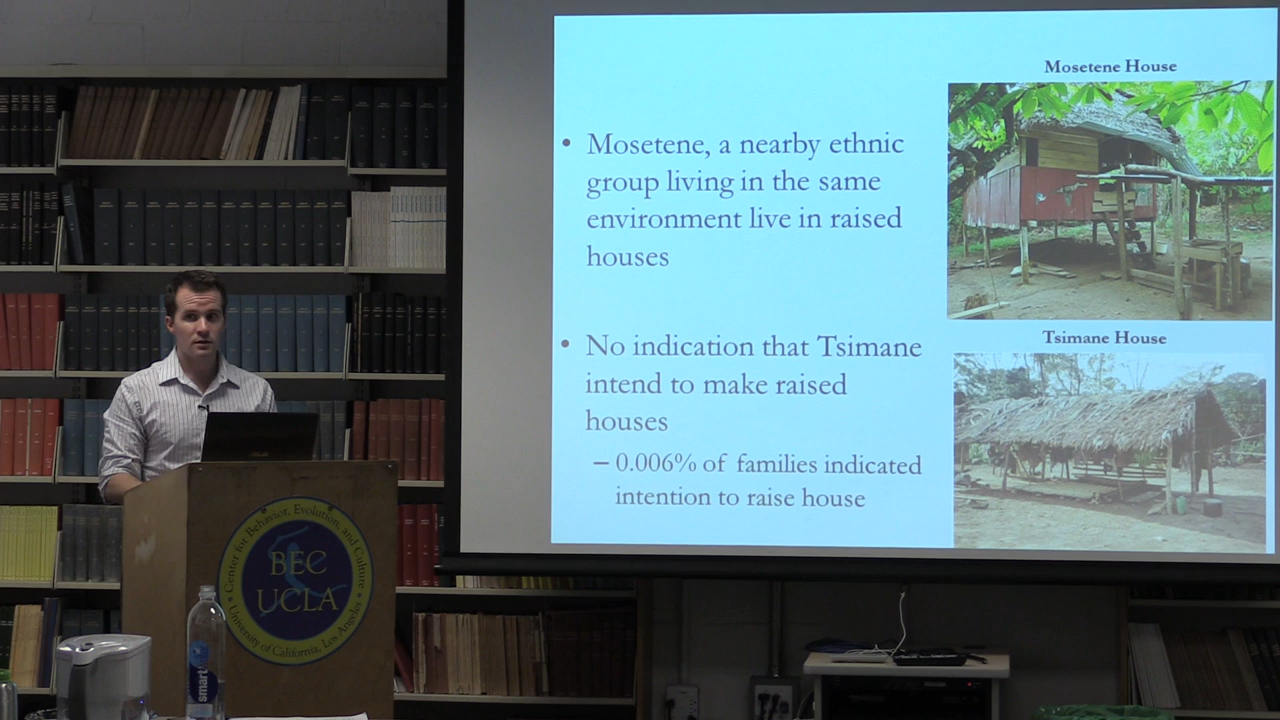 Mosetene House
• Mosetene, a nearby ethnic
group living in the same
environment live in raised
houses
Tsimane House
• No indication that Tsimane
intend to make raised
houses
– 0.006% of families indicated
intention to raise house
Center for Behavior, Evolution, and Culture
BEC
UCLA
• University of California, Los Angeles •
smart